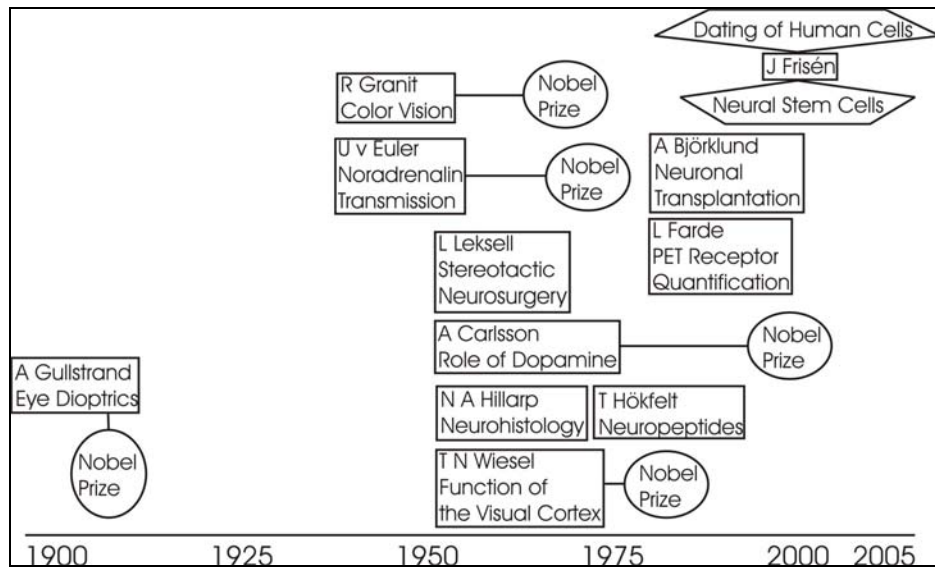 Dating of Human Cells
J Frisén
Neural Stem Cells
R Granit
Color Vision
Nobel
Prize
U v Euler
Noradrenalin
Transmission
Nobel
Prize
A Björklund
Neuronal
Transplantation
L Leksell
Stereotactic
Neurosurgery
L Farde
PET Receptor
Quantification
A Carlsson
Role of Dopamine
Nobel
Prize
A Gullstrand
Eye Dioptrics
Nobel
Prize
N A Hillarp
Neurohistology
T Hökfelt
Neuropeptides
T N Wiesel
Function of
the Visual Cortex
Nobel
Prize
1900 1925 1950 1975 2000 2005